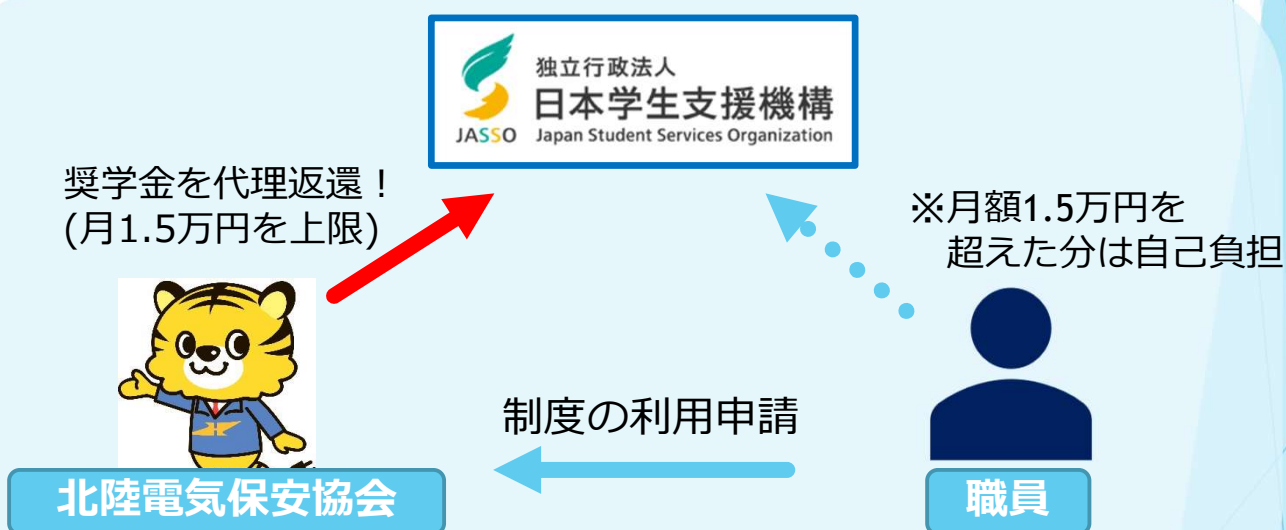 独立行政法人
日本学生支援機構
JASSO Japan Student Services Organization
奨学金を代理返還！
(月1.5万円を上限)
※月額1.5万円を
超えた分は自己負担
制度の利用申請
北陸電気保安協会
職員